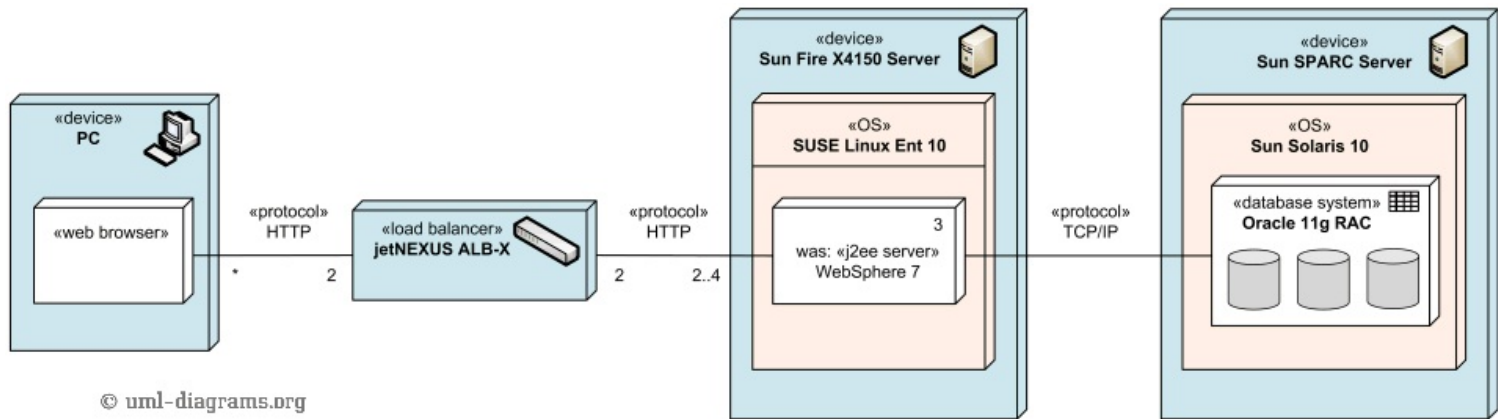 «device»
PC
«web browser»
«protocol»
HTTP
*
2
«load balancer»
jetNEXUS ALB-X
«protocol»
HTTP
2
2..4
«device»
Sun Fire X4150 Server
«OS»
SUSE Linux Ent 10
3
was: «j2ee server»
WebSphere 7
«protocol»
TCP/IP
«device»
Sun SPARC Server
«OS»
Sun Solaris 10
«database system»
Oracle 11g RAC
© uml-diagrams.org